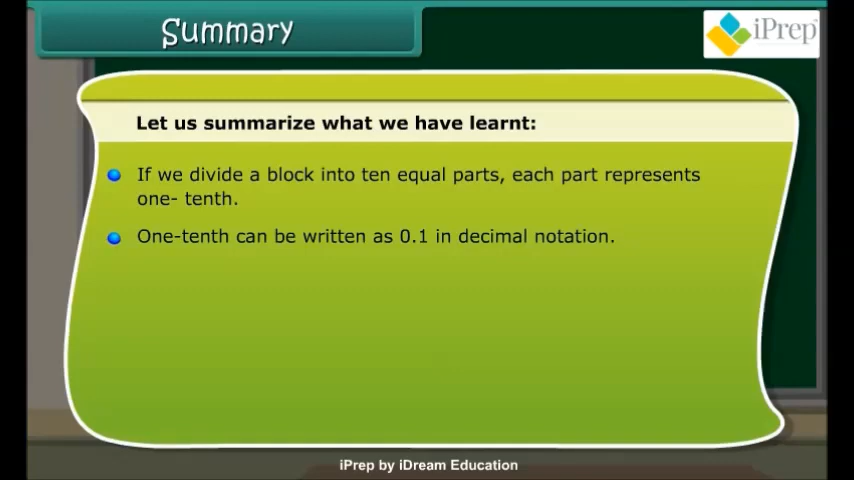 Summary
iPrep
Let us summarize what we have learnt:
If we divide a block into ten equal parts, each part represents
one- tenth.
One-tenth can be written as 0.1 in decimal notation.
iPrep by iDream Education